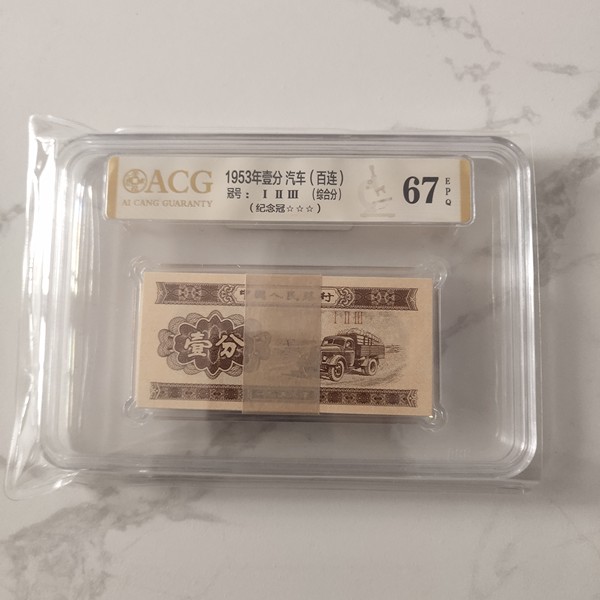 ACG
AI CANG GUARANTY
1953年壹分 汽车（百连）
冠号： I II III （综合分）
（纪念冠☆☆☆）
67 EPQ
中国人民银行
I II III
壹分